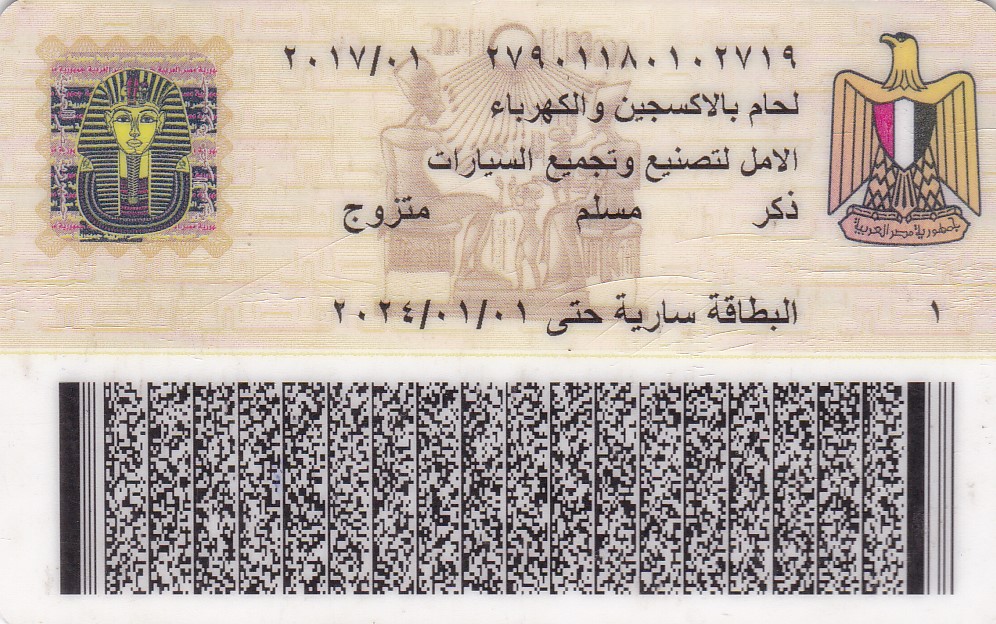 ٢٧٩٠١١٨٠١٠٢٧١٩ ٢٠١٧/٠١
لحام بالاكسجين والكهرباء
الامل لتصنيع وتجميع السيارات
ذكر مسلم متزوج
جمهورية مصر العربية
١ البطاقة سارية حتى ٢٠٢٤/٠١/٠١